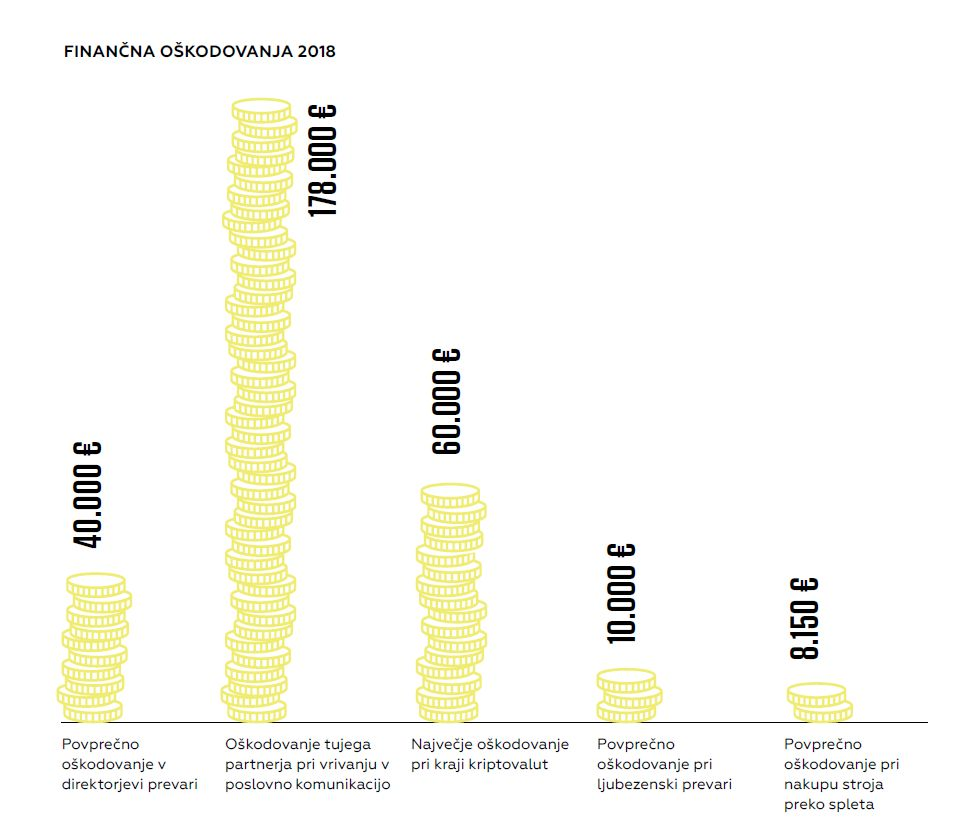 FINANČNA OŠKODOVANJA 2018
40.000 €
178.000 €
60.000 €
10.000 €
8.150 €
Povprečno
oškodovanje v
direktorjevi prevari
Oškodovanje tujega
partnerja pri vrivanju v
poslovno komunikacijo
Največje oškodovanje
pri kraji kriptovalut
Povprečno
oškodovanje pri
ljubezenski prevari
Povprečno
oškodovanje pri
nakupu stroja
preko spleta